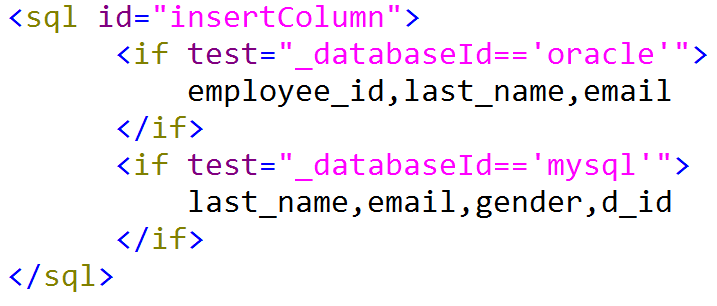 <sql id="insertColumn">
<if test="_databaseId=='oracle'">
employee_id,last_name,email
</if>
<if test="_databaseId=='mysql'">
last_name,email,gender,d_id
</if>
</sql>